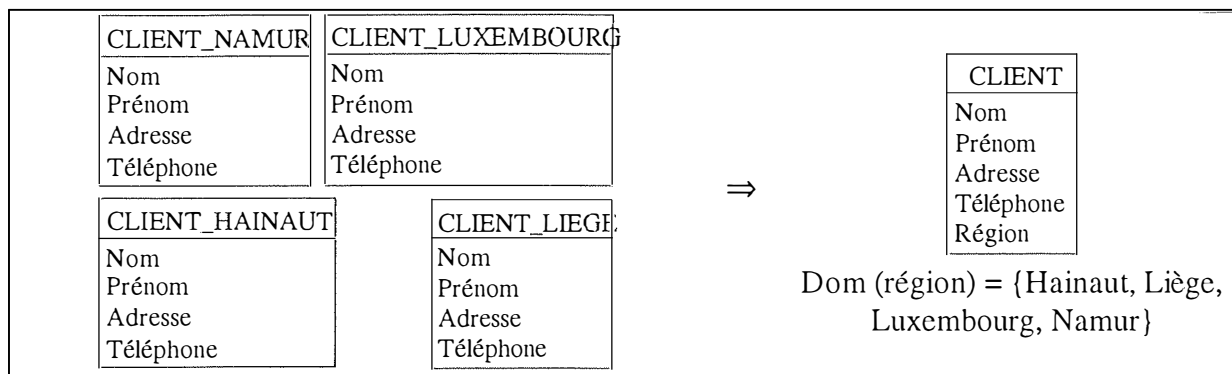 CLIENT_NAMUR
Nom
Prénom
Adresse
Téléphone
CLIENT_LUXEMBOURG
Nom
Prénom
Adresse
Téléphone
CLIENT_HAINAUT
Nom
Prénom
Adresse
Téléphone
CLIENT_LIEGE
Nom
Prénom
Adresse
Téléphone
⇒
CLIENT
Nom
Prénom
Adresse
Téléphone
Région
Dom (région) = {Hainaut, Liège,
Luxembourg, Namur}